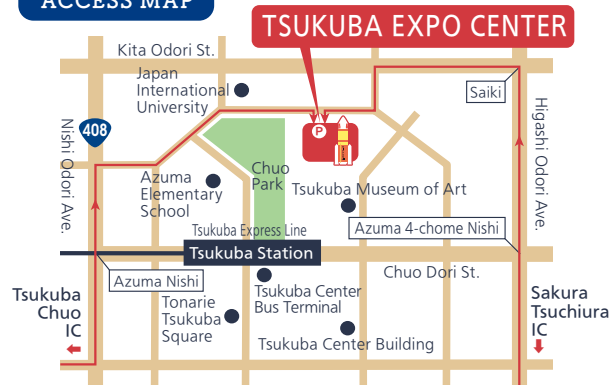 ACCESS MAP
TSUKUBA EXPO CENTER
Kita Odori St.
Japan
International
University
Saiki
P
408
Nishi Odori Ave.
Higashi Odori Ave.
Chuo
Park
Azuma
Elementary
School
Tsukuba Museum of Art
Tsukuba Express Line
Azuma 4-chome Nishi
Tsukuba Station
Chuo Dori St.
Azuma Nishi
Tsukuba
Chuo
IC
Tonarie
Tsukuba
Square
Tsukuba Center
Bus Terminal
Tsukuba Center Building
Sakura
Tsuchiura
IC